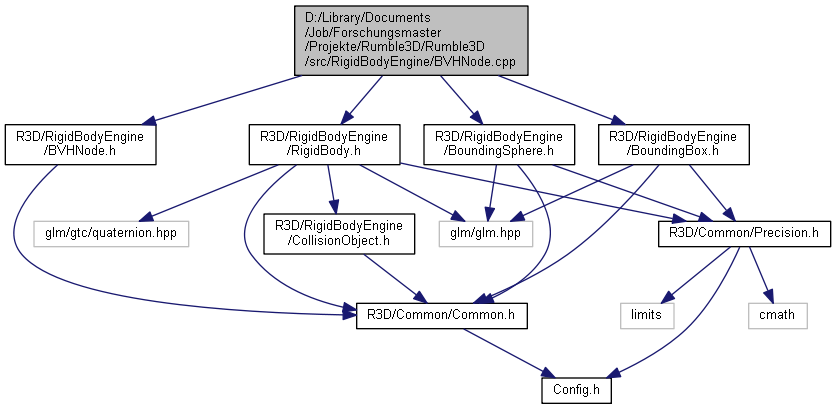 D:/Library/Documents
/Job/Forschungsmaster
/Projekte/Rumble3D/Rumble3D
/src/RigidBodyEngine/BVHNode.cpp
R3D/RigidBodyEngine
/BVHNode.h
R3D/RigidBodyEngine
/RigidBody.h
R3D/RigidBodyEngine
/BoundingSphere.h
R3D/RigidBodyEngine
/BoundingBox.h
glm/gtc/quaternion.hpp
R3D/RigidBodyEngine
/CollisionObject.h
glm/glm.hpp
R3D/Common/Precision.h
R3D/Common/Common.h
limits
cmath
Config.h